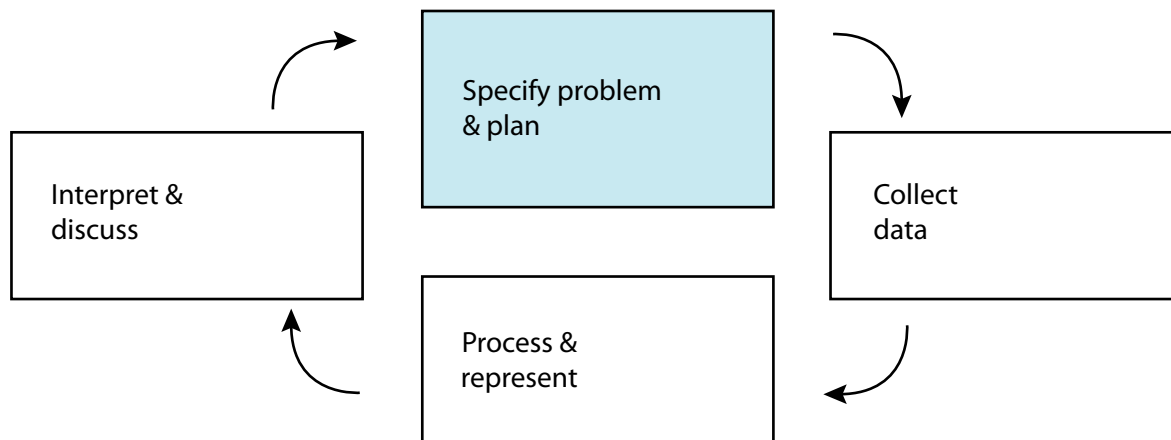 Specify problem
& plan
Collect
data
Process &
represent
Interpret &
discuss